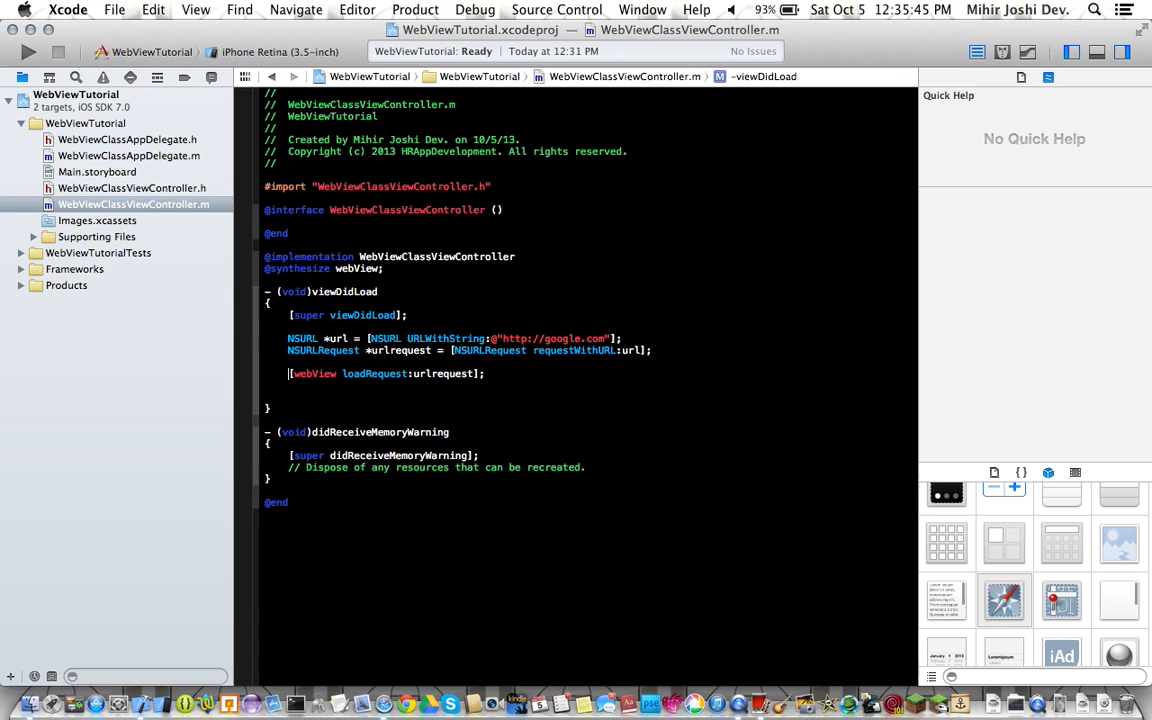 Xcode File Edit View Find Navigate Editor Product Debug Source Control Window Help 93% Sat Oct 5 12:35:45 PM Mihir Joshi Dev.
WebViewTutorial.xcodeproj — WebViewClassViewController.m
WebViewTutorial iPhone Retina (3.5-inch) WebViewTutorial: Ready Today at 12:31 PM No Issues
WebViewTutorial WebViewTutorial WebViewClassViewController.m M -viewDidLoad
WebViewTutorial
2 targets, iOS SDK 7.0
WebViewTutorial
h WebViewClassAppDelegate.h
m WebViewClassAppDelegate.m
Main.storyboard
h WebViewClassViewController.h
m WebViewClassViewController.m
Images.xcassets
Supporting Files
WebViewTutorialTests
Frameworks
Products
//
// WebViewClassViewController.m
// WebViewTutorial
//
// Created by Mihir Joshi Dev. on 10/5/13.
// Copyright (c) 2013 HRAppDevelopment. All rights reserved.
//
#import "WebViewClassViewController.h"
@interface WebViewClassViewController ()
@end
@implementation WebViewClassViewController
@synthesize webView;
- (void)viewDidLoad
{
[super viewDidLoad];
NSURL *url = [NSURL URLWithString:@"http://google.com"];
NSURLRequest *urlrequest = [NSURLRequest requestWithURL:url];
[webView loadRequest:urlrequest];
}
- (void)didReceiveMemoryWarning
{
[super didReceiveMemoryWarning];
// Dispose of any resources that can be recreated.
}
@end
Quick Help
No Quick Help
{ }
iAd